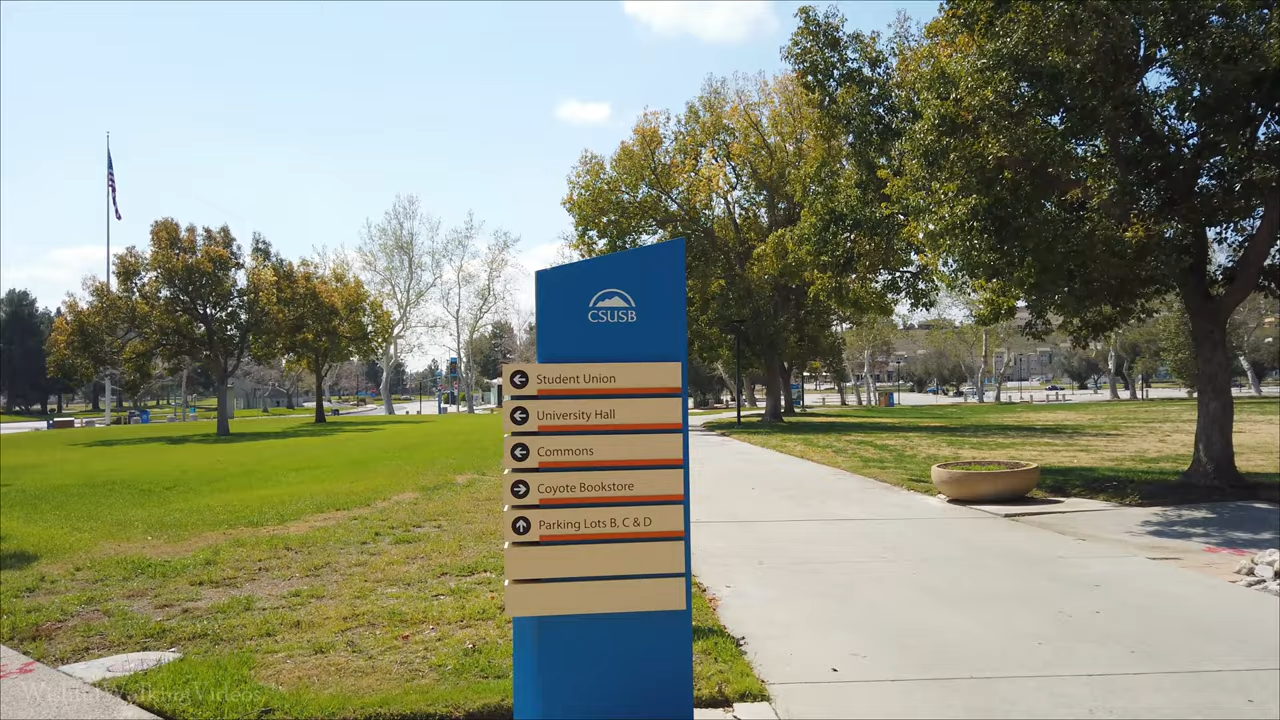 CSUSB
Student Union
University Hall
Commons
Coyote Bookstore
Parking Lots B, C & D